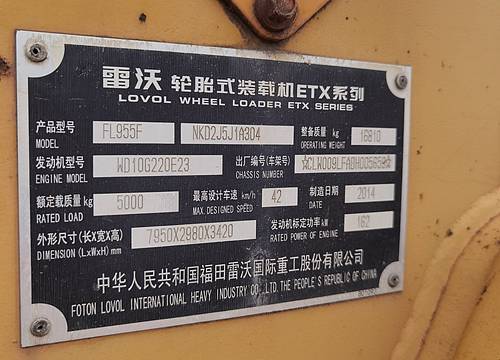 雷沃 轮胎式装载机ETX系列
LOVOL WHEEL LOADER ETX SERIES
产品型号 FL955F NKD2J5J1A304 整备质量 kg 16810
MODEL OPERATING WEIGHT
发动机型号 WD10G220E23 出厂编号(车架号)
ENGINE MODEL CHASSIS NUMBER
额定载质量 kg 5000 最高设计车速 km/h 42 制造日期 2014
RATED LOAD MAX.DESIGNED SPEED DATE
外形尺寸(长X宽X高) 7950X2980X3420 发动机标定功率 kW 162
DIMENSION (LxWxH) mm RATED POWER OF ENGINE
中华人民共和国福田雷沃国际重工股份有限公司
FOTON LOVOL INTERNATIONAL HEAVY INDUSTRY CO.,LTD.THE PEOPLE'S REPUBLIC OF CHINA